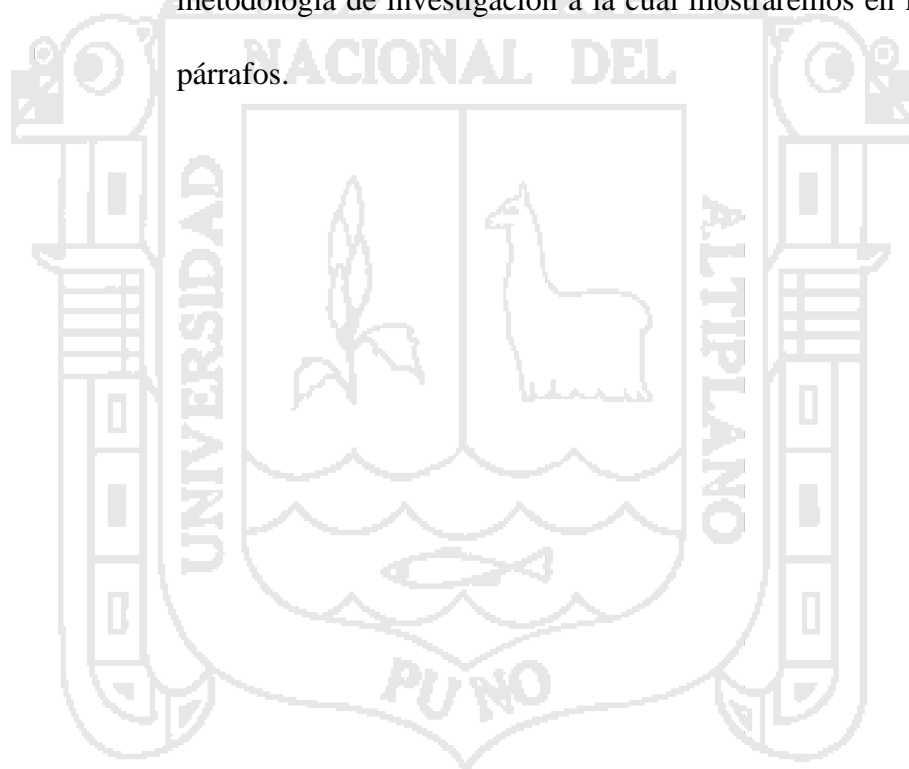 metodología de investigación a la cual mostraremos en l
párrafos.
NACIONAL DEL
UNIVERSIDAD
ALTIPLANO
PUNO